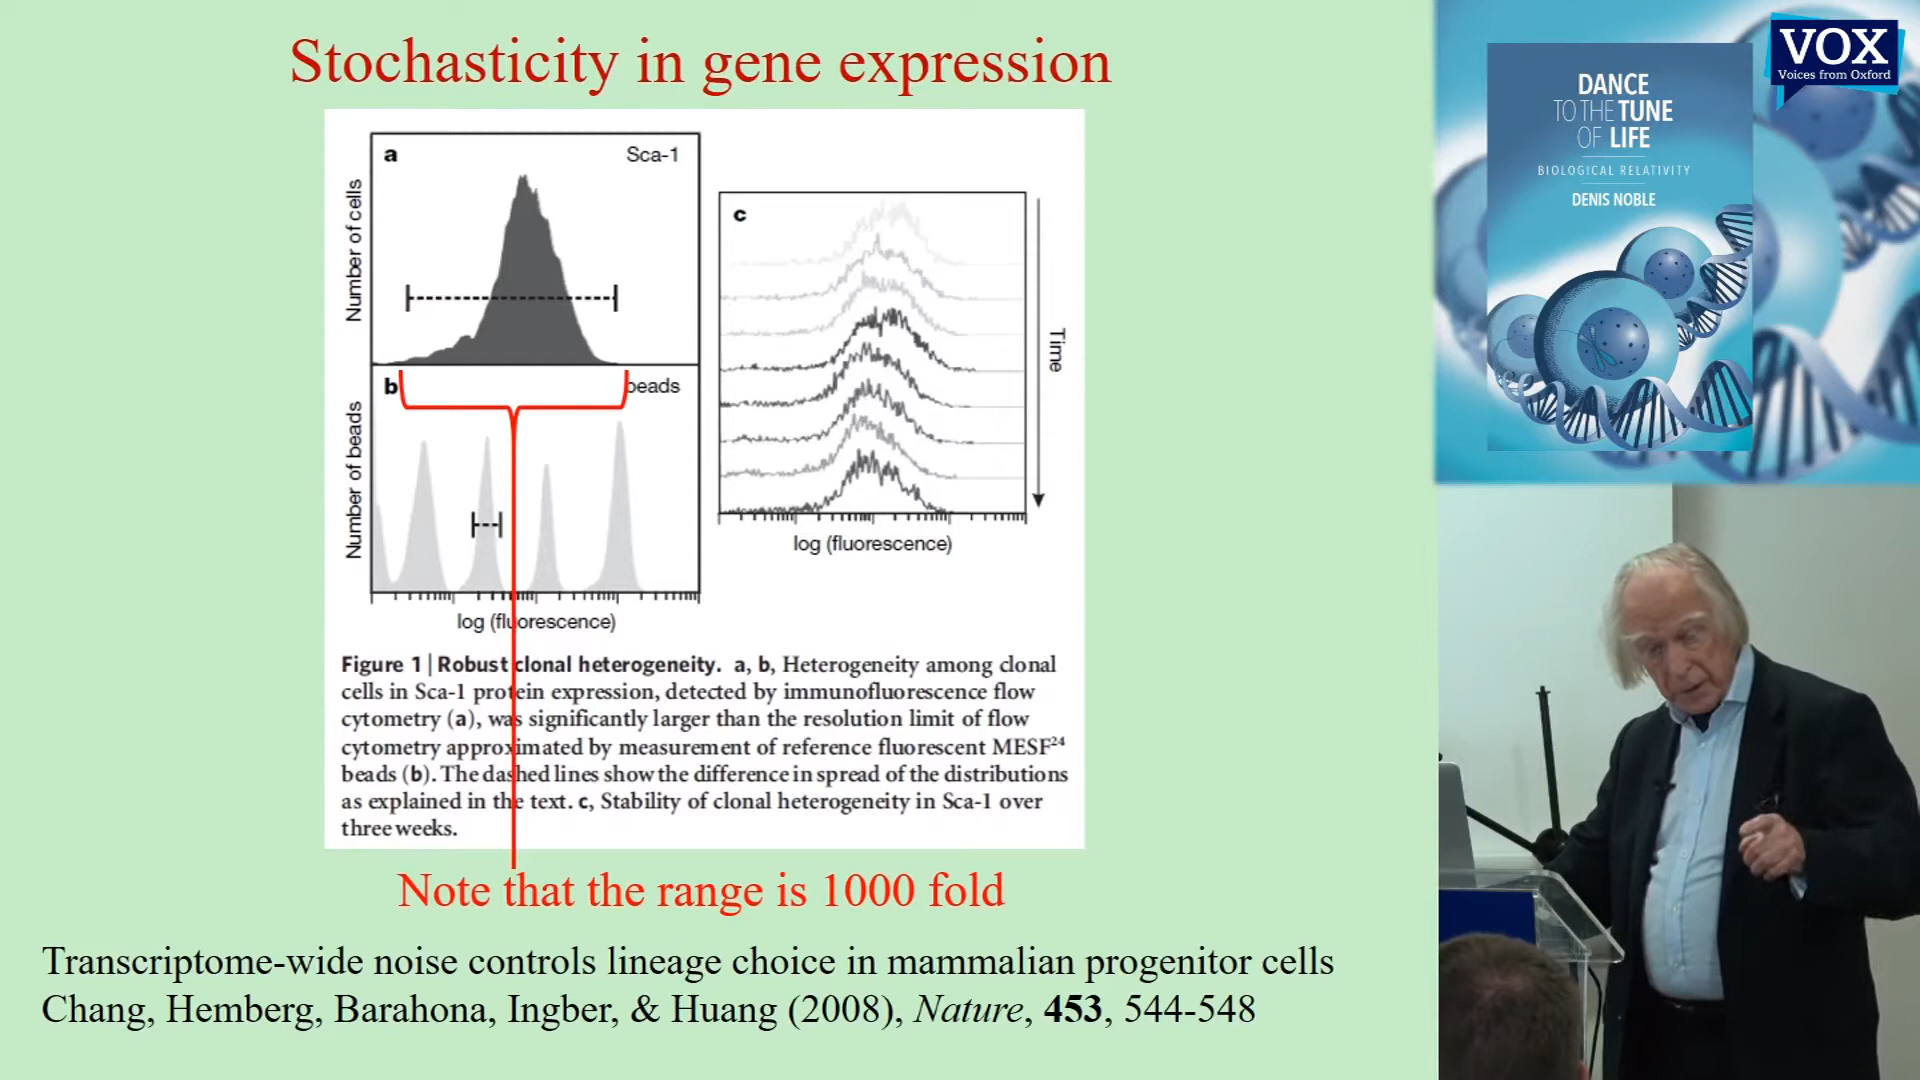 Stochasticity in gene expression
a
Sca-1
Number of cells
b
beads
Number of beads
log (fluorescence)
c
Time
log (fluorescence)
Figure 1 | Robust clonal heterogeneity. a, b, Heterogeneity among clonal
cells in Sca-1 protein expression, detected by immunofluorescence flow
cytometry (a), was significantly larger than the resolution limit of flow
cytometry approximated by measurement of reference fluorescent MESF24
beads (b). The dashed lines show the difference in spread of the distributions
as explained in the text. c, Stability of clonal heterogeneity in Sca-1 over
three weeks.
Note that the range is 1000 fold
Transcriptome-wide noise controls lineage choice in mammalian progenitor cells
Chang, Hemberg, Barahona, Ingber, & Huang (2008), Nature, 453, 544-548
VOX
Voices from Oxford
DANCE
TO THE TUNE
OF LIFE
BIOLOGICAL RELATIVITY
DENIS NOBLE